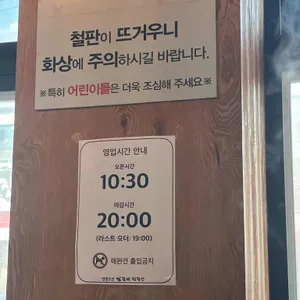 철판이 뜨거우니
화상에 주의하시길 바랍니다.
※특히 어린이들은 더욱 조심해 주세요※
영업시간 안내
오픈시간
10:30
마감시간
20:00
(라스트 오더: 19:00)
애완견 출입금지